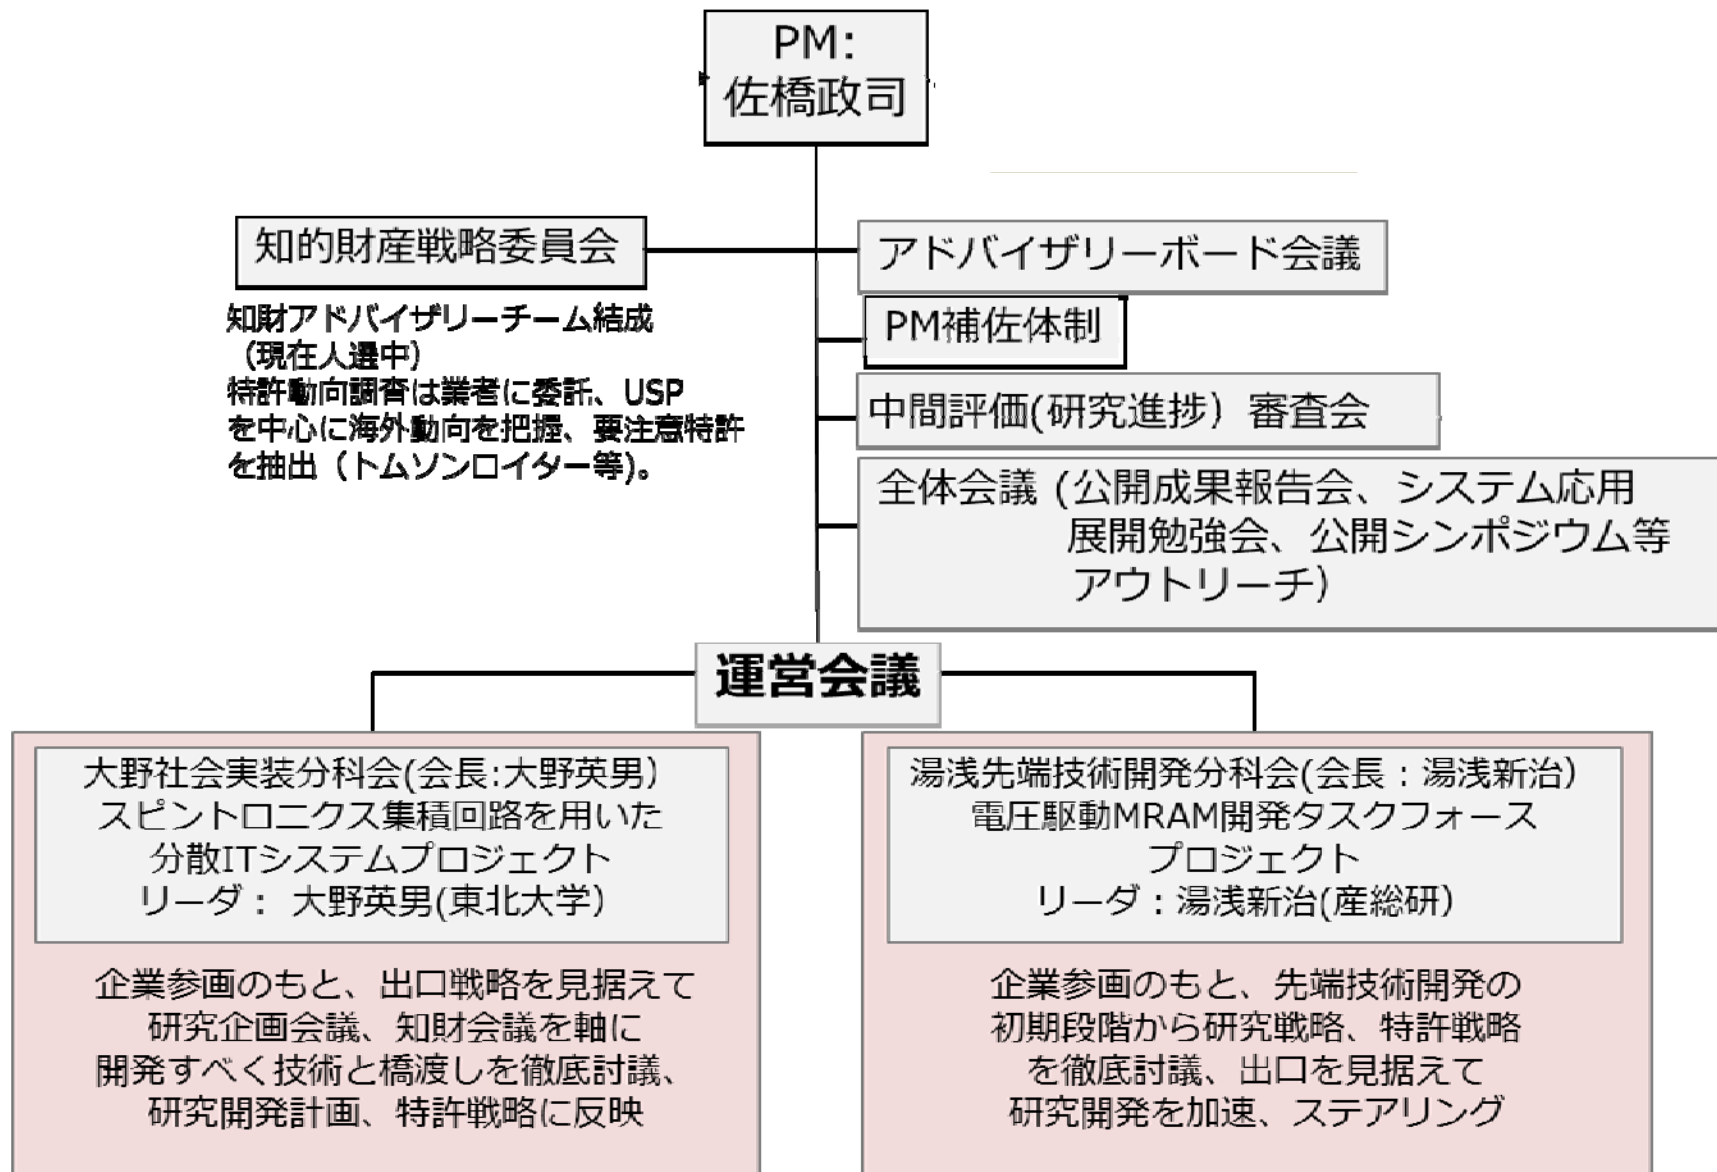 PM:
佐橋政司
知的財産戦略委員会
知財アドバイザリーチーム結成
（現在人選中）
特許動向調査は業者に委託、USP
を中心に海外動向を把握、要注意特許
を抽出（トムソンロイター等)。
アドバイザリーボード会議
PM補佐体制
中間評価(研究進捗）審査会
全体会議 (公開成果報告会、システム応用
展開勉強会、公開シンポジウム等
アウトリーチ）
運営会議
大野社会実装分科会(会長:大野英男）
スピントロニクス集積回路を用いた
分散ITシステムプロジェクト
リーダ： 大野英男(東北大学）
企業参画のもと、出口戦略を見据えて
研究企画会議、知財会議を軸に
開発すべく技術と橋渡しを徹底討議、
研究開発計画、特許戦略に反映
湯浅先端技術開発分科会(会長：湯浅新治）
電圧駆動MRAM開発タスクフォース
プロジェクト
リーダ：湯浅新治(産総研）
企業参画のもと、先端技術開発の
初期段階から研究戦略、特許戦略
を徹底討議、出口を見据えて
研究開発を加速、ステアリング